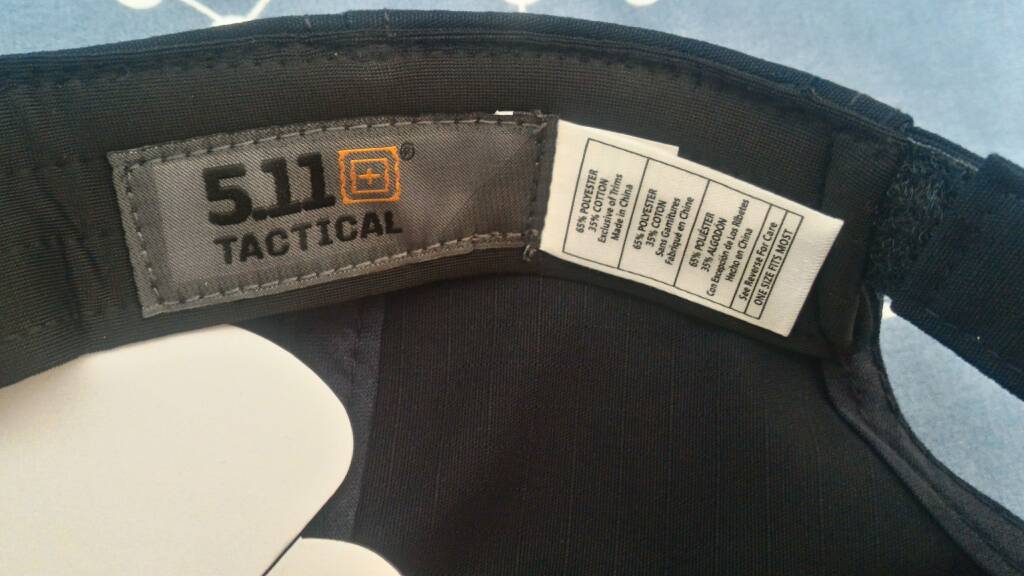 5.11®
TACTICAL
65% POLYESTER
35% COTTON
Exclusive of Trims
Made in China
65% POLYESTER
35% COTON
Sans Garnitures
Fabriqué en Chine
65% POLYESTER
35% ALGODÓN
Con Excepción de Los Ribetes
Hecho en China
See Reverse For Care
ONE SIZE FITS MOST